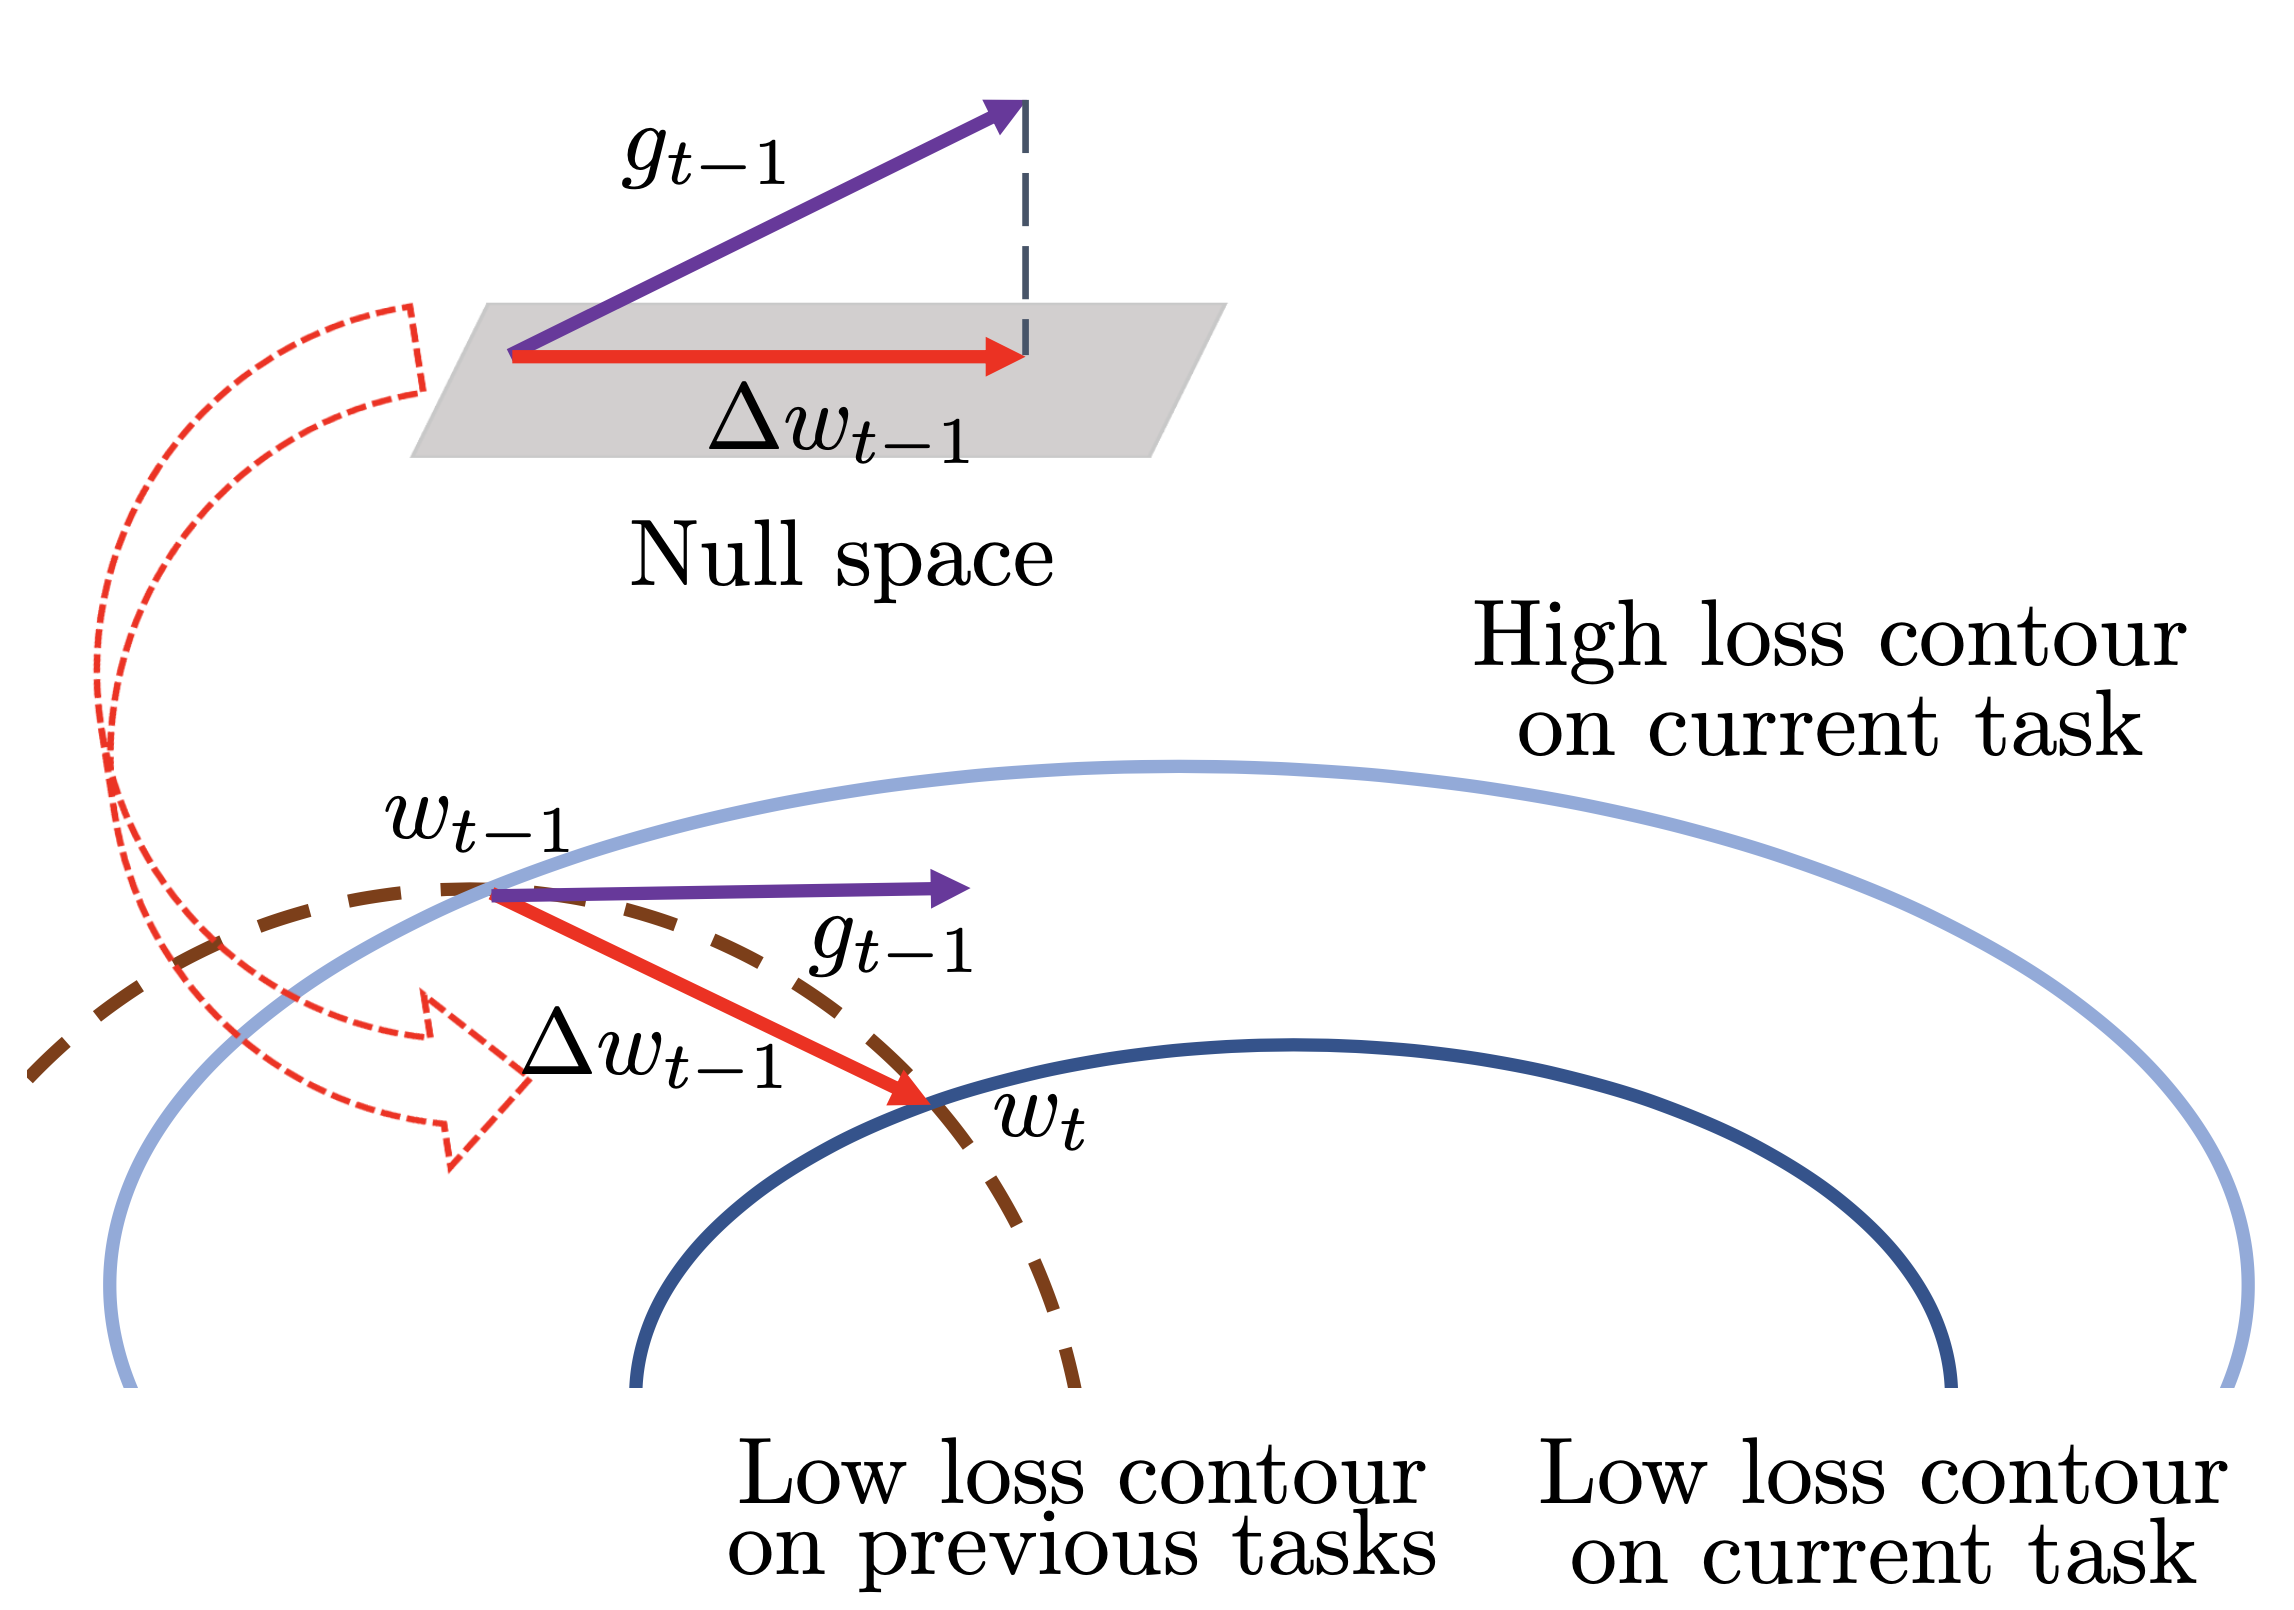 g_{t-1}
Δw_{t-1}
Null space
High loss contour
on current task
w_{t-1}
g_{t-1}
Δw_{t-1}
w_t
Low loss contour
on previous tasks
Low loss contour
on current task